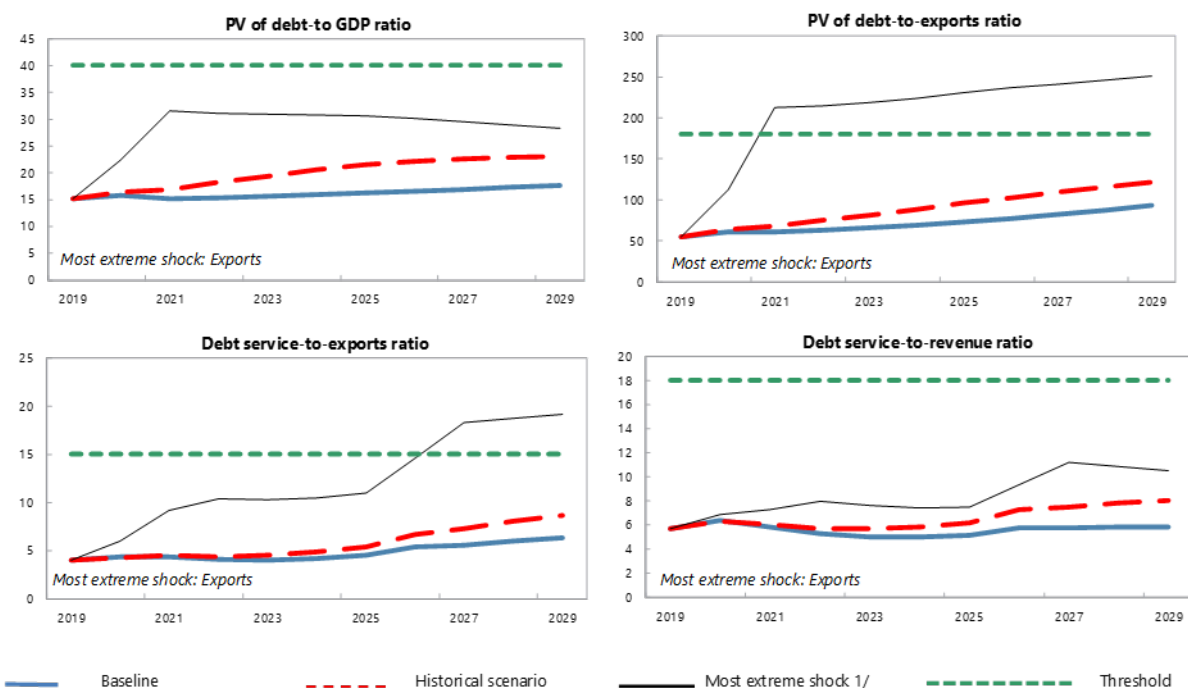 PV of debt-to GDP ratio
45
40
35
30
25
20
15
10
5
0
Most extreme shock: Exports
2019 2021 2023 2025 2027 2029
PV of debt-to-exports ratio
300
250
200
150
100
50
0
Most extreme shock: Exports
2019 2021 2023 2025 2027 2029
Debt service-to-exports ratio
25
20
15
10
5
0
Most extreme shock: Exports
2019 2021 2023 2025 2027 2029
Debt service-to-revenue ratio
20
18
16
14
12
10
8
6
4
2
0
Most extreme shock: Exports
2019 2021 2023 2025 2027 2029
Baseline Historical scenario Most extreme shock 1/ Threshold